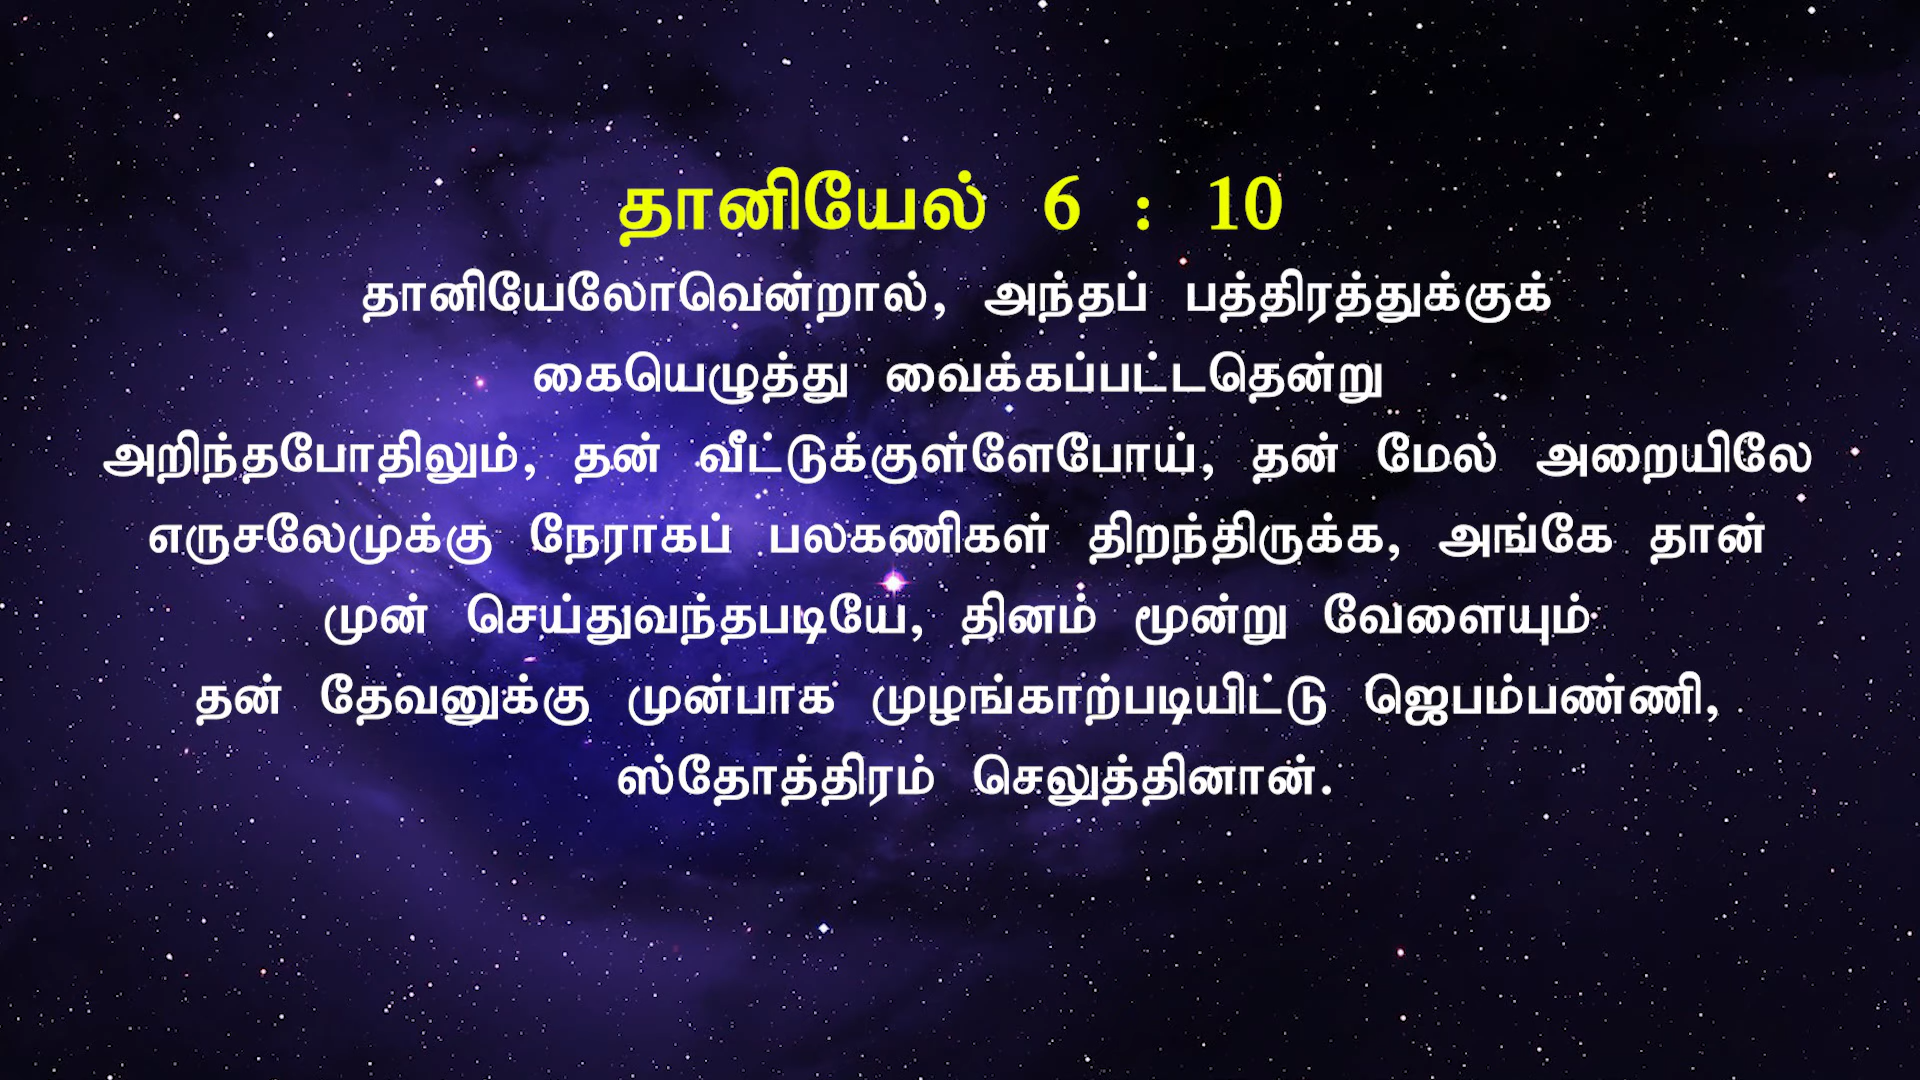 தானியேல் 6 : 10
தானியேலோவென்றால், அந்தப் பத்திரத்துக்குக்
கையெழுத்து வைக்கப்பட்டதென்று
அறிந்தபோதிலும், தன் வீட்டுக்குள்ளேபோய், தன் மேல் அறையிலே
எருசலேமுக்கு நேராகப் பலகணிகள் திறந்திருக்க, அங்கே தான்
முன் செய்துவந்தபடியே, தினம் மூன்று வேளையும்
தன் தேவனுக்கு முன்பாக முழங்காற்படியிட்டு ஜெபம்பண்ணி,
ஸ்தோத்திரம் செலுத்தினான்.